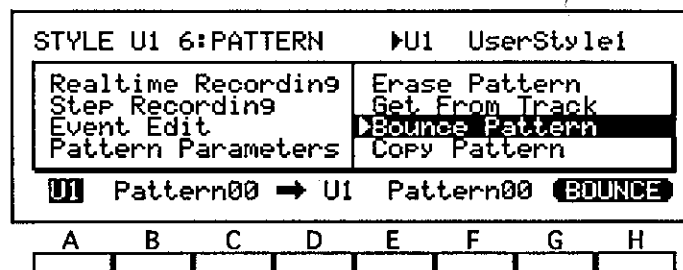 STYLE U1 6:PATTERN ▶U1 UserStyle1
Realtime Recording
Step Recording
Event Edit
Pattern Parameters
Erase Pattern
Get From Track
▶Bounce Pattern
Copy Pattern
U1 Pattern00 ➡ U1 Pattern00 BOUNCE
A B C D E F G H